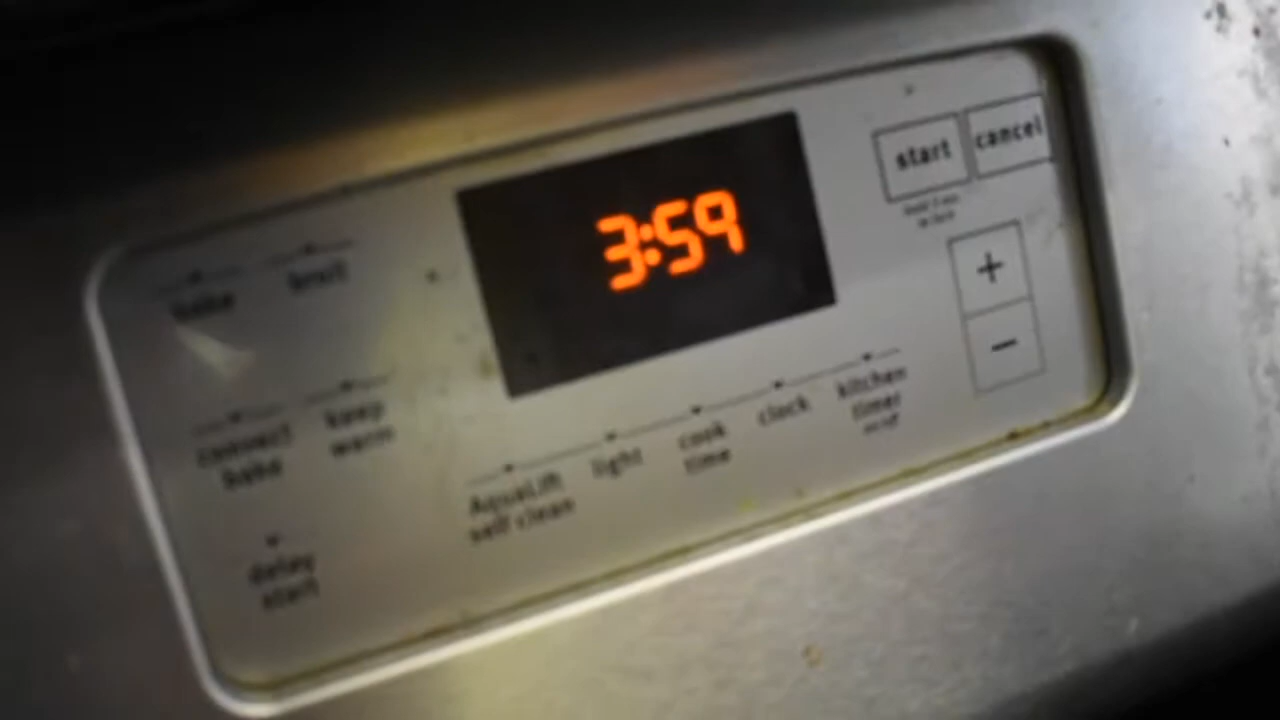 3:59
start
cancel
bake
broil
+
convect
bake
keep
warm
−
AquaLift
self clean
light
cook
time
clock
kitchen
timer
on/off
delay
start